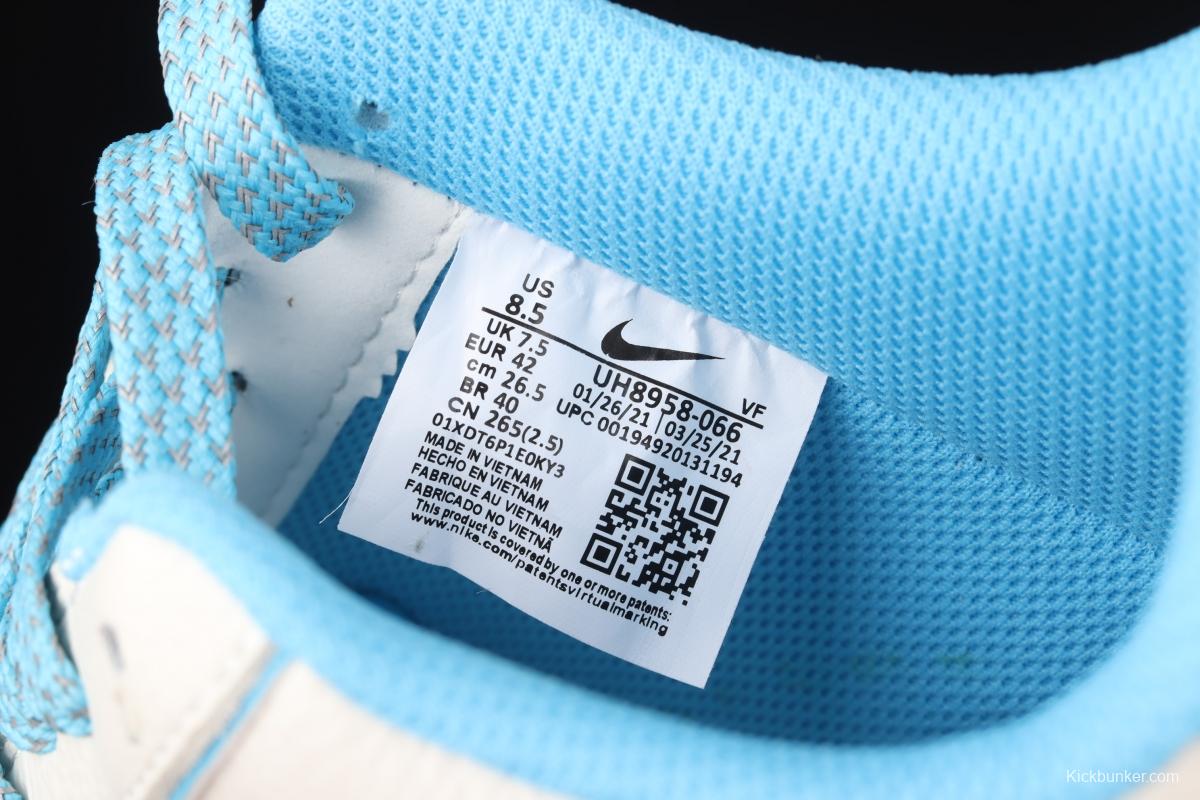 US
8.5
UK 7.5
EUR 42
cm 26.5
BR 40
CN 265(2.5)
01XDT6P1E0KY3
MADE IN VIETNAM
HECHO EN VIETNAM
FABRIQUE AU VIETNAM
FABRICADO NO VIETNÃ
This product is covered by one or more patents:
www.nike.com/patentsvirtualmarking
VF
UH8958-066
01/26/21 | 03/25/21
UPC 00194920131194
Kickbunker.com